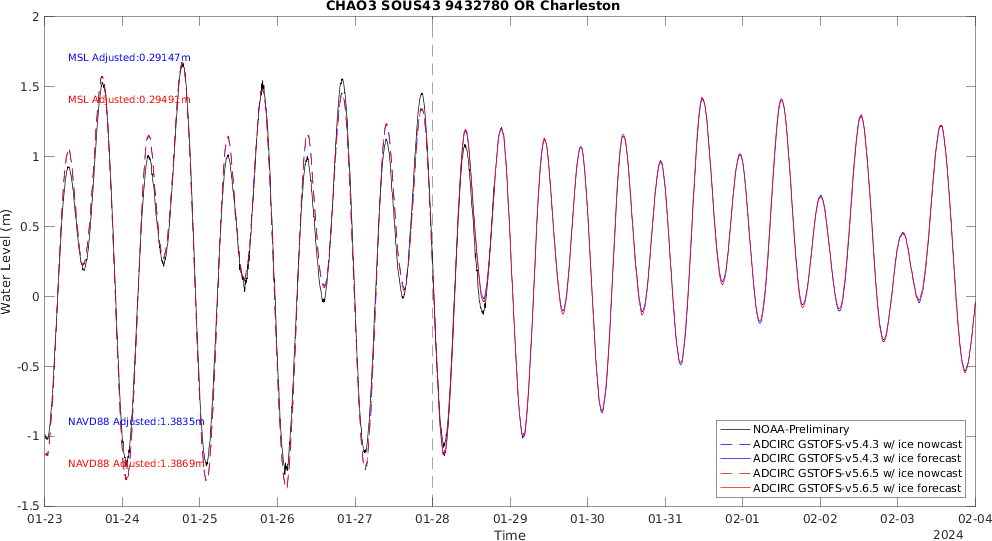 CHAO3 SOUS43 9432780 OR Charleston
2
1.5
1
0.5
0
-0.5
-1
-1.5
Water Level (m)
MSL Adjusted:0.29147m
MSL Adjusted:0.29491m
NAVD88 Adjusted:1.3835m
NAVD88 Adjusted:1.3869m
NOAA-Preliminary
ADCIRC GSTOFS-v5.4.3 w/ ice nowcast
ADCIRC GSTOFS-v5.4.3 w/ ice forecast
ADCIRC GSTOFS-v5.6.5 w/ ice nowcast
ADCIRC GSTOFS-v5.6.5 w/ ice forecast
01-23 01-24 01-25 01-26 01-27 01-28 01-29 01-30 01-31 02-01 02-02 02-03 02-04
Time
2024